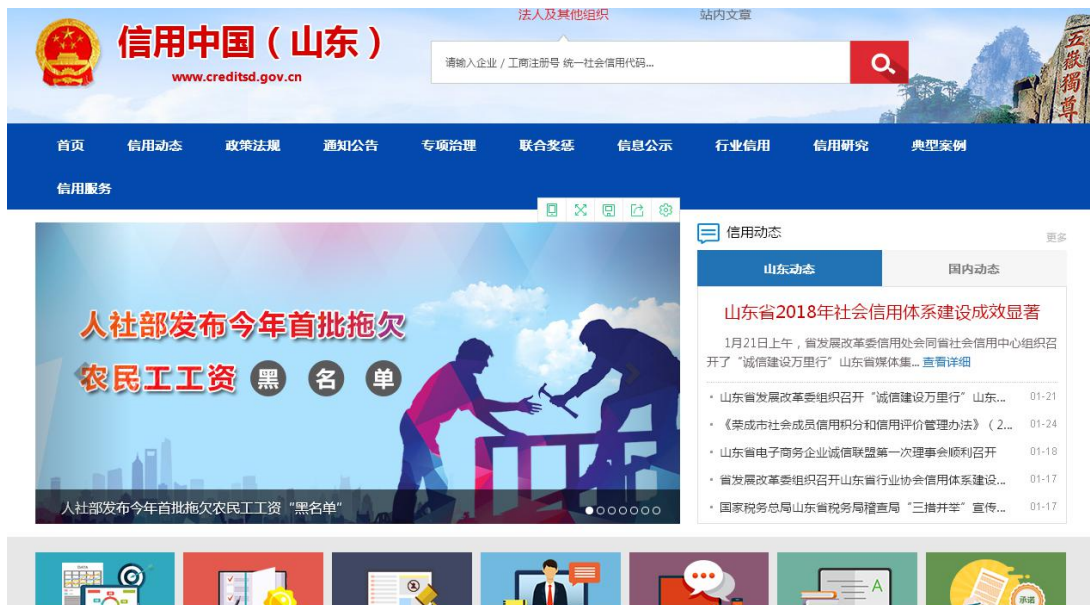 法人及其他组织
站内文章
信用中国（山东）
www.creditsd.gov.cn
请输入企业 / 工商注册号 统一社会信用代码...
五嶽獨尊
首页 信用动态 政策法规 通知公告 专项治理 联合奖惩 信息公示 行业信用 信用研究 典型案例
信用服务
人社部发布今年首批拖欠
农民工工资 黑 名 单
人社部发布今年首批拖欠农民工工资“黑名单”
信用动态
更多
山东动态
国内动态
山东省2018年社会信用体系建设成效显著
1月21日上午，省发展改革委信用处会同省社会信用中心组织召
开了“诚信建设万里行”山东省媒体集... 查看详细
山东省发展改革委组织召开“诚信建设万里行”山东... 01-21
《荣成市社会成员信用积分和信用评价管理办法》（2... 01-24
山东省电子商务企业诚信联盟第一次理事会顺利召开 01-18
省发展改革委组织召开山东省行业协会信用体系建设... 01-17
国家税务总局山东省税务局稽查局“三措并举”宣传... 01-17
DATA
A
承诺